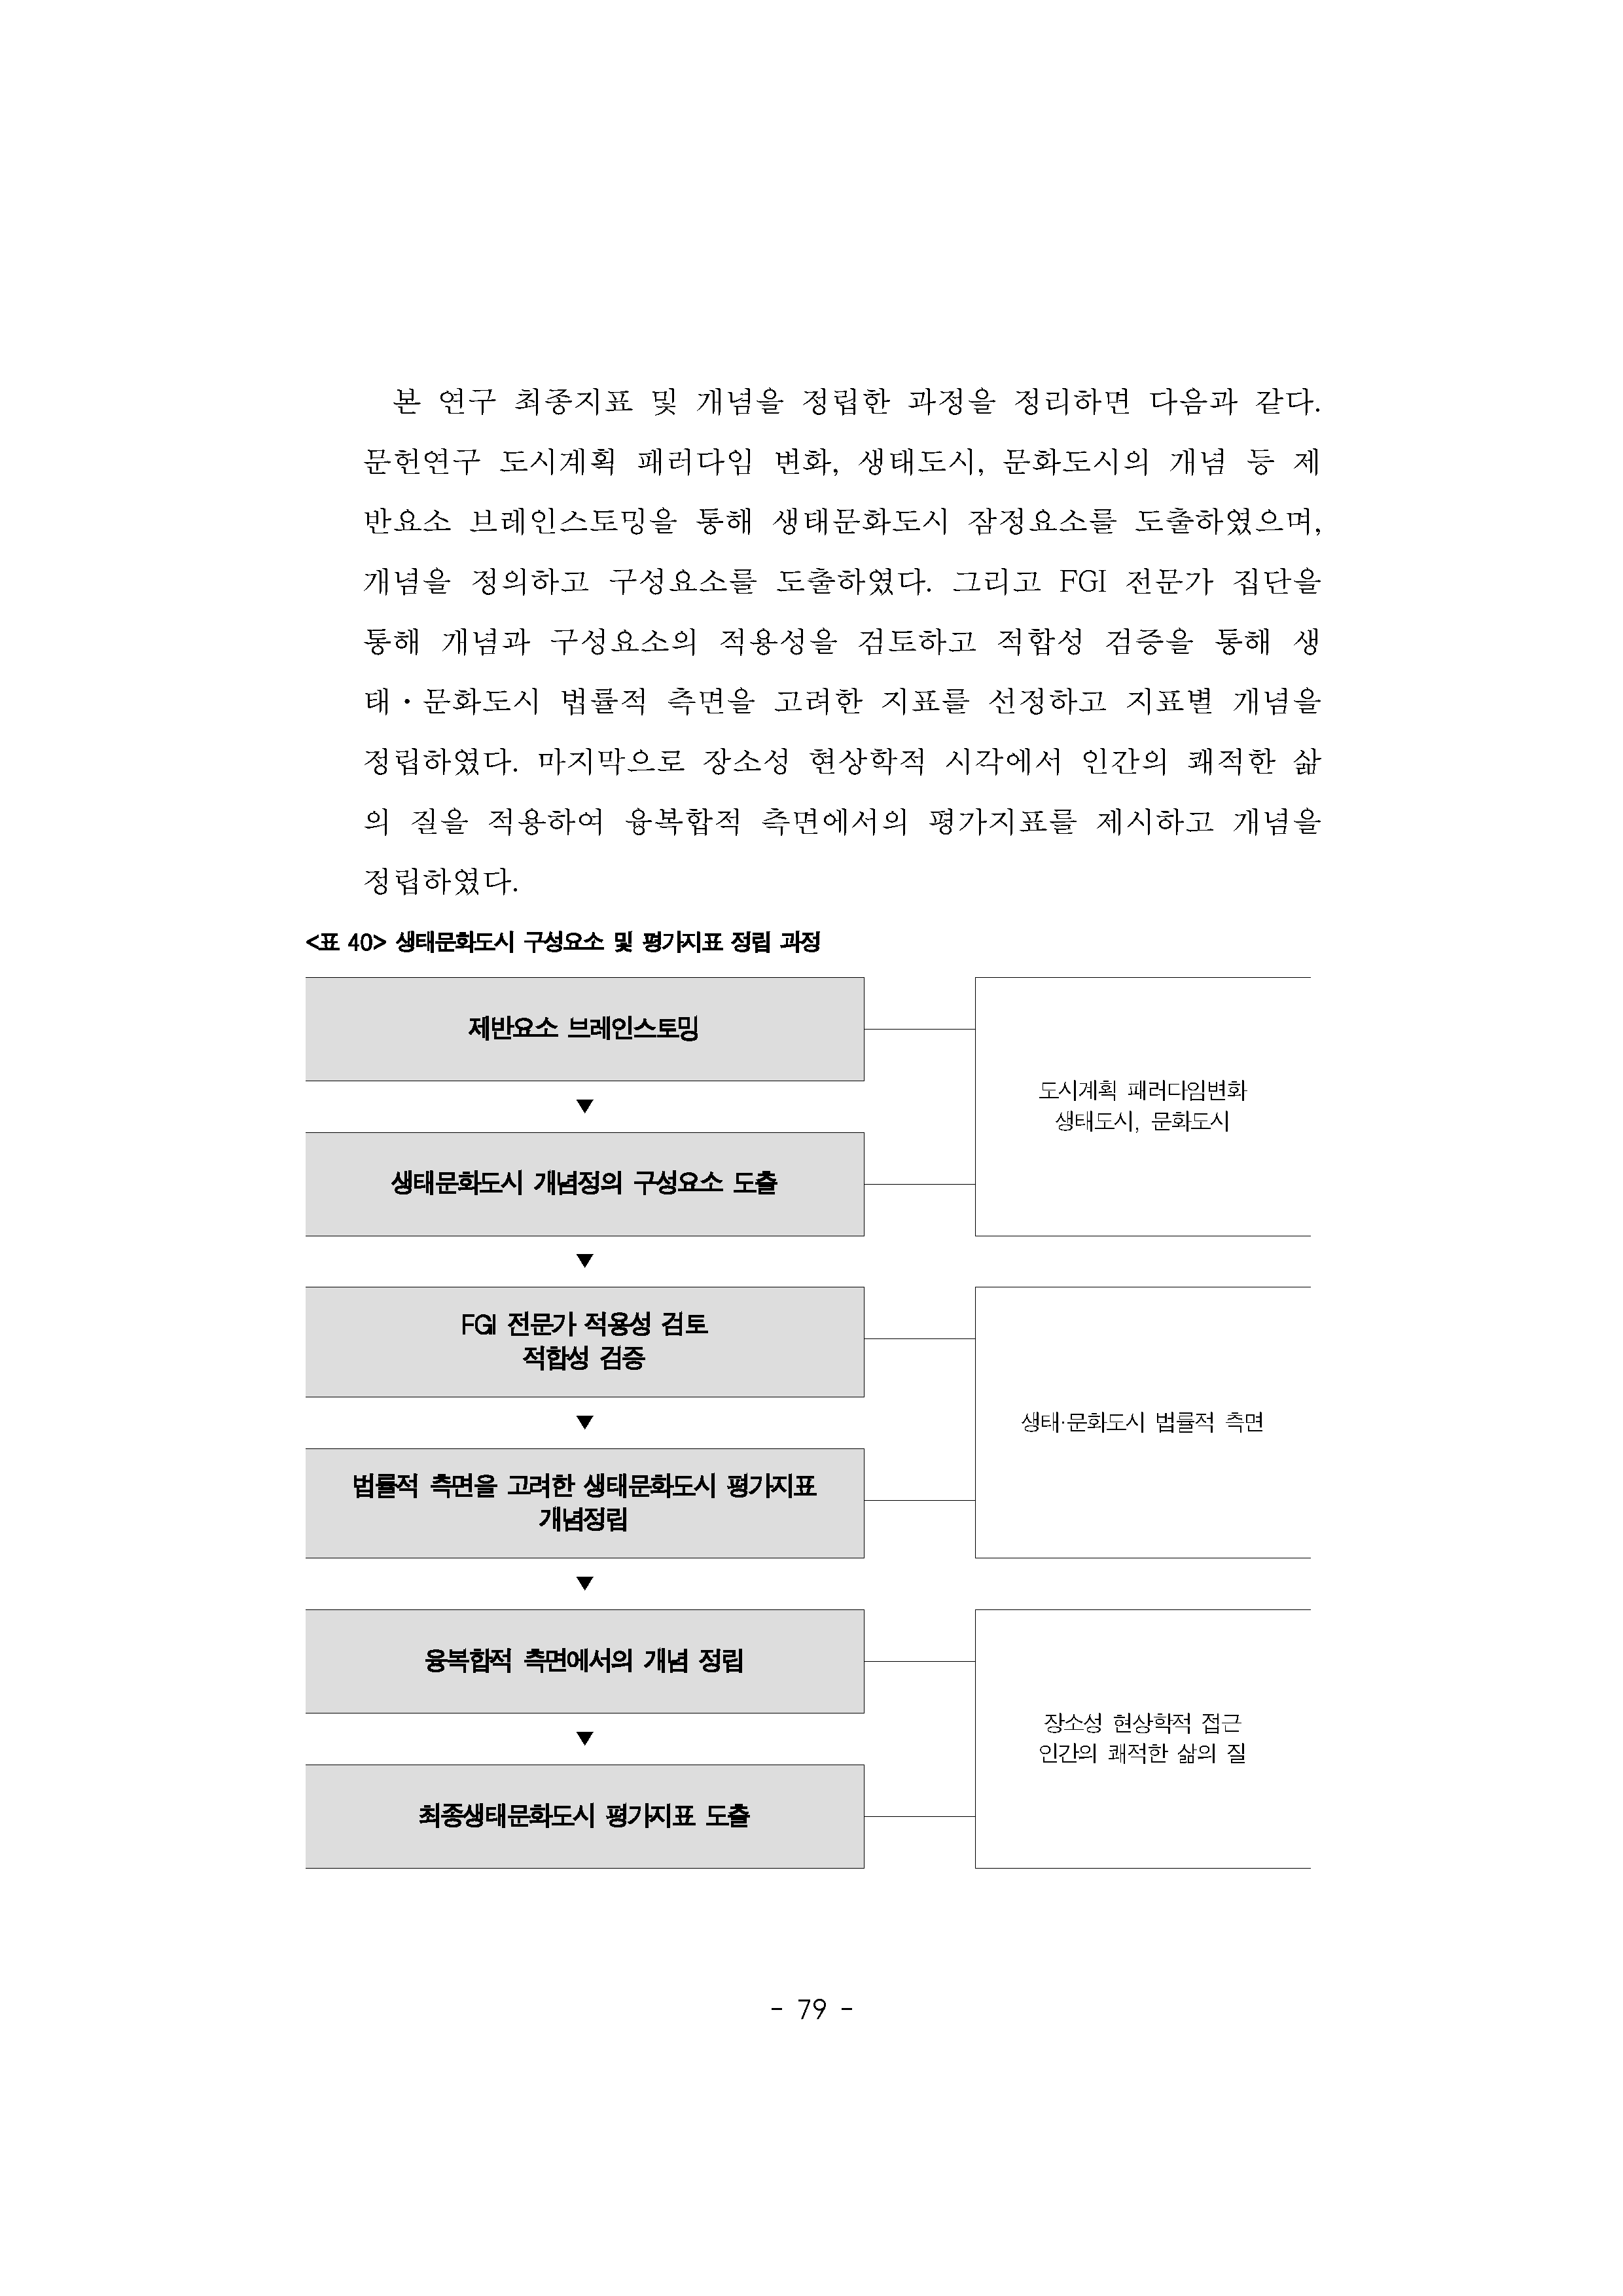 본 연구 최종지표 및 개념을 정립한 과정을 정리하면 다음과 같다.
문헌연구 도시계획 패러다임 변화, 생태도시, 문화도시의 개념 등 제
반요소 브레인스토밍을 통해 생태문화도시 잠정요소를 도출하였으며,
개념을 정의하고 구성요소를 도출하였다. 그리고 FGI 전문가 집단을
통해 개념과 구성요소의 적용성을 검토하고 적합성 검증을 통해 생
태·문화도시 법률적 측면을 고려한 지표를 선정하고 지표별 개념을
정립하였다. 마지막으로 장소성 현상학적 시각에서 인간의 쾌적한 삶
의 질을 적용하여 융복합적 측면에서의 평가지표를 제시하고 개념을
정립하였다.
<표 40> 생태문화도시 구성요소 및 평가지표 정립 과정
제반요소 브레인스토밍
▼
생태문화도시 개념정의 구성요소 도출
도시계획 패러다임변화
생태도시, 문화도시
▼
FGI 전문가 적용성 검토
적합성 검증
▼
법률적 측면을 고려한 생태문화도시 평가지표
개념정립
생태·문화도시 법률적 측면
▼
융복합적 측면에서의 개념 정립
▼
최종생태문화도시 평가지표 도출
장소성 현상학적 접근
인간의 쾌적한 삶의 질
- 79 -